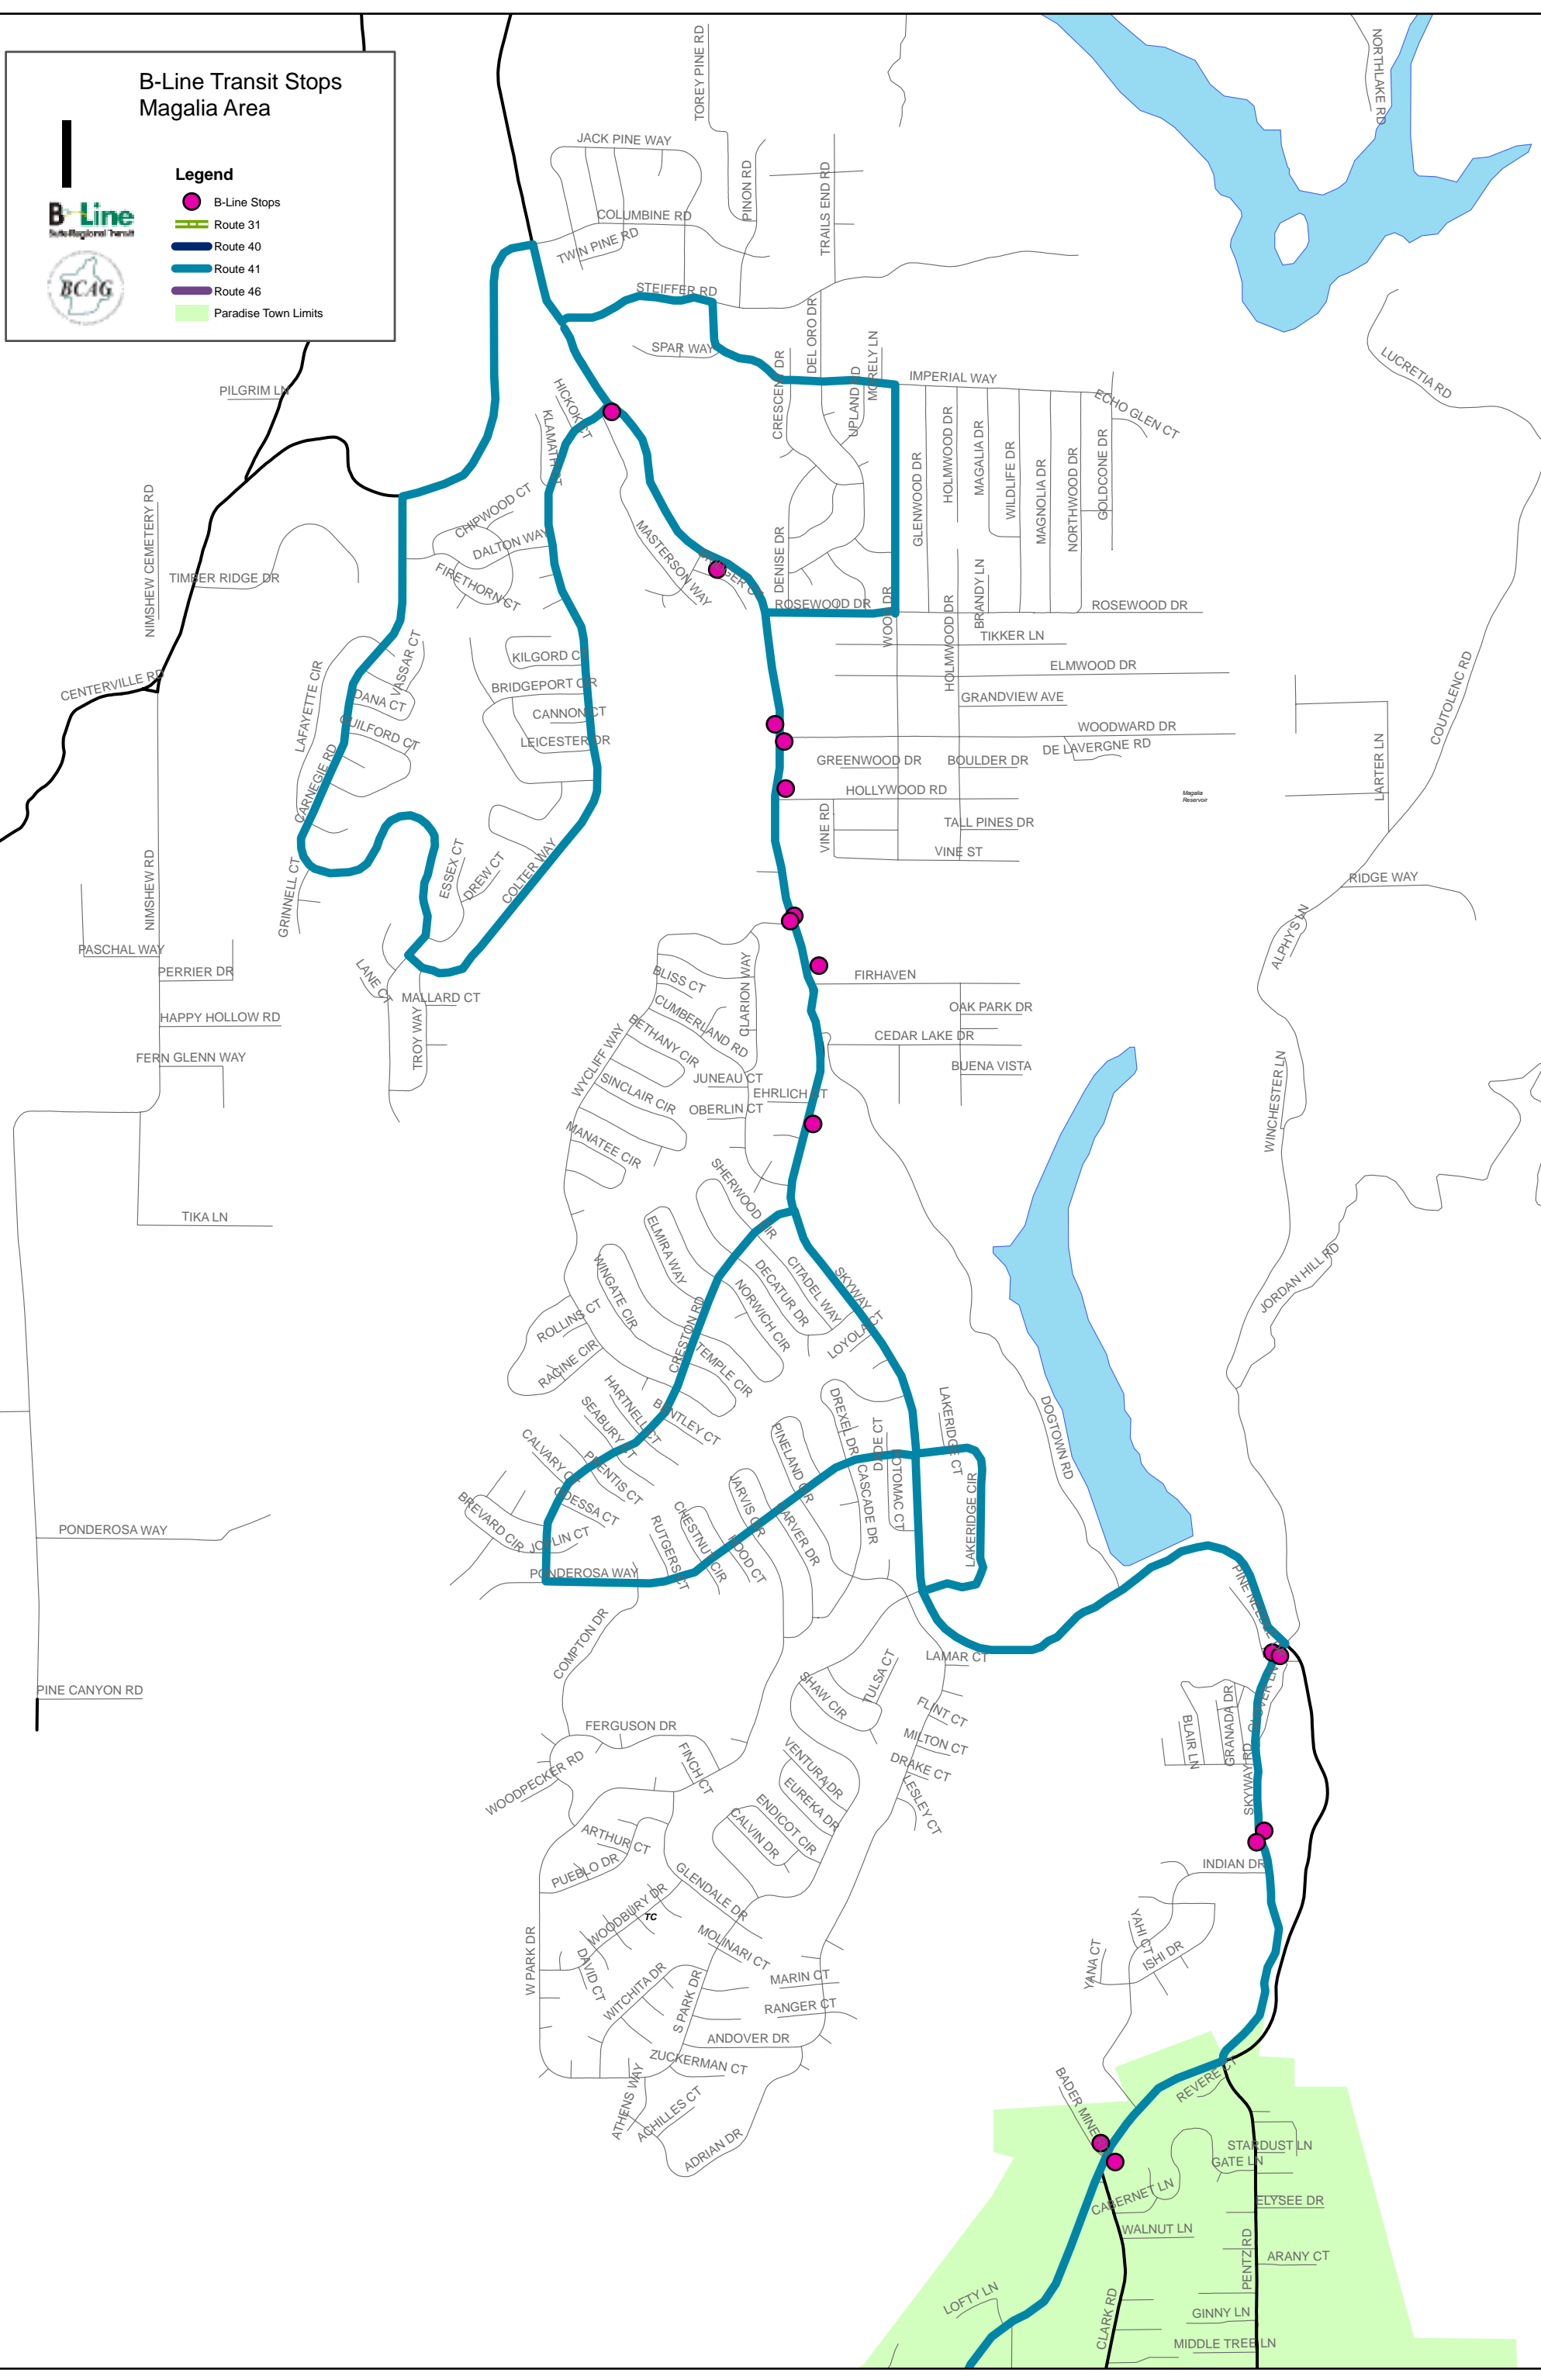 B-Line Transit Stops
Magalia Area
Legend
B-Line Stops
Route 31
Route 40
Route 41
Route 46
Paradise Town Limits
B Line
Butte Regional Transit
BCAG
TOREY PINE RD
NORTHLAKE RD
JACK PINE WAY
PINON RD
TRAILS END RD
COLUMBINE RD
TWIN PINE RD
STEIFFER RD
DEL ORO DR
SPAR WAY
CRESCENT DR
UPLAND RD
MORELY LN
IMPERIAL WAY
ECHO GLEN CT
LUCRETIA RD
PILGRIM LN
HICKOK CT
KLAMATH CT
GLENWOOD DR
HOLMWOOD DR
MAGALIA DR
WILDLIFE DR
MAGNOLIA DR
NORTHWOOD DR
GOLDCONE DR
NIMSHEW CEMETERY RD
CHIPWOOD CT
DALTON WAY
FIRETHORN CT
MASTERSON WAY
DENISE DR
BRANDY LN
TIMBER RIDGE DR
ROSEWOOD DR
WOOD DR
ROSEWOOD DR
HOLMWOOD DR
TIKKER LN
ELMWOOD DR
GRANDVIEW AVE
WOODWARD DR
DE LAVERGNE RD
GREENWOOD DR
BOULDER DR
HOLLYWOOD RD
VINE RD
TALL PINES DR
VINE ST
Magalia
Reservoir
LARTER LN
COUTOLENC RD
RIDGE WAY
ALPHY'S LN
CENTERVILLE RD
LAFAYETTE CIR
VASSAR CT
DANA CT
GUILFORD CT
CARNEGIE RD
KILGORD CT
BRIDGEPORT CIR
CANNON CT
LEICESTER DR
NIMSHEW RD
GRINNELL CT
ESSEX CT
DREW CT
COLTER WAY
PASCHAL WAY
PERRIER DR
LANE CT
MALLARD CT
TROY WAY
HAPPY HOLLOW RD
FERN GLENN WAY
BLISS CT
CLARION WAY
CUMBERLAND RD
BETHANY CIR
WYCLIFF WAY
SINCLAIR CIR
JUNEAU CT
EHRLICH CT
OBERLIN CT
MANATEE CIR
FIRHAVEN
OAK PARK DR
CEDAR LAKE DR
BUENA VISTA
WINCHESTER LN
JORDAN HILL RD
TIKA LN
SHERWOOD CIR
ELMIRA WAY
WINGATE CIR
CITADEL WAY
DECATUR DR
NORWICH CIR
SKYWAY
LOYOLA CT
ROLLINS CT
RACINE CIR
CRESTON RD
TEMPLE CIR
BENTLEY CT
HARTNELL CT
SEABURY CT
PRENTIS CT
CALVARY CT
ODESSA CT
BREVARD CIR
JOPLIN CT
PONDEROSA WAY
DREXEL DR
DADE CT
POTOMAC CT
CASCADE DR
PINELAND CIR
JARVIS CIR
CARVER DR
CHESTNUT CIR
HOOD CT
RUTGERS CT
LAKERIDGE CT
LAKERIDGE CIR
DOGTOWN RD
PONDEROSA WAY
COMPTON DR
PINE CANYON RD
LAMAR CT
TULSA CT
SHAW CIR
FLINT CT
MILTON CT
DRAKE CT
LESLEY CT
FERGUSON DR
FINCH CT
WOODPECKER RD
VENTURA DR
EUREKA DR
ENDICOT CIR
CALVIN DR
BLAIR LN
GRANADA DR
SKYWAY RD
ARTHUR CT
PUEBLO DR
GLENDALE DR
WOODBURY DR
TC
INDIAN DR
MOLINARI CT
DAVID CT
WITCHITA DR
W PARK DR
S PARK DR
MARIN CT
RANGER CT
ANDOVER DR
ZUCKERMAN CT
ATHENS WAY
ACHILLES CT
ADRIAN DR
YAHI CT
YANA CT
ISHI DR
REVERE CT
STARDUST LN
GATE LN
CABERNET LN
ELYSEE DR
WALNUT LN
PENTZ RD
ARANY CT
LOFTY LN
CLARK RD
GINNY LN
MIDDLE TREE LN